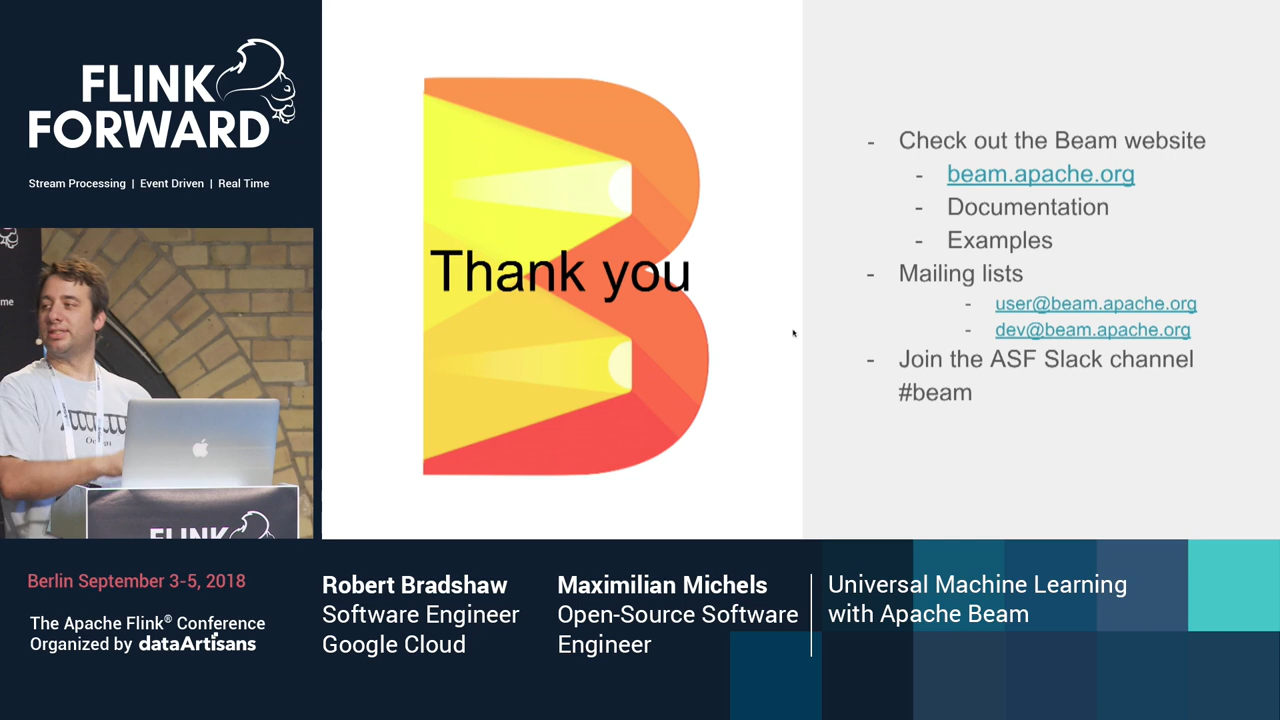 FLINK
FORWARD
Stream Processing | Event Driven | Real Time
Thank you
- Check out the Beam website
- beam.apache.org
- Documentation
- Examples
- Mailing lists
- user@beam.apache.org
- dev@beam.apache.org
- Join the ASF Slack channel
#beam
me
FLINK
Berlin September 3-5, 2018
The Apache Flink® Conference
Organized by dataArtisans
Robert Bradshaw
Software Engineer
Google Cloud
Maximilian Michels
Open-Source Software
Engineer
Universal Machine Learning
with Apache Beam